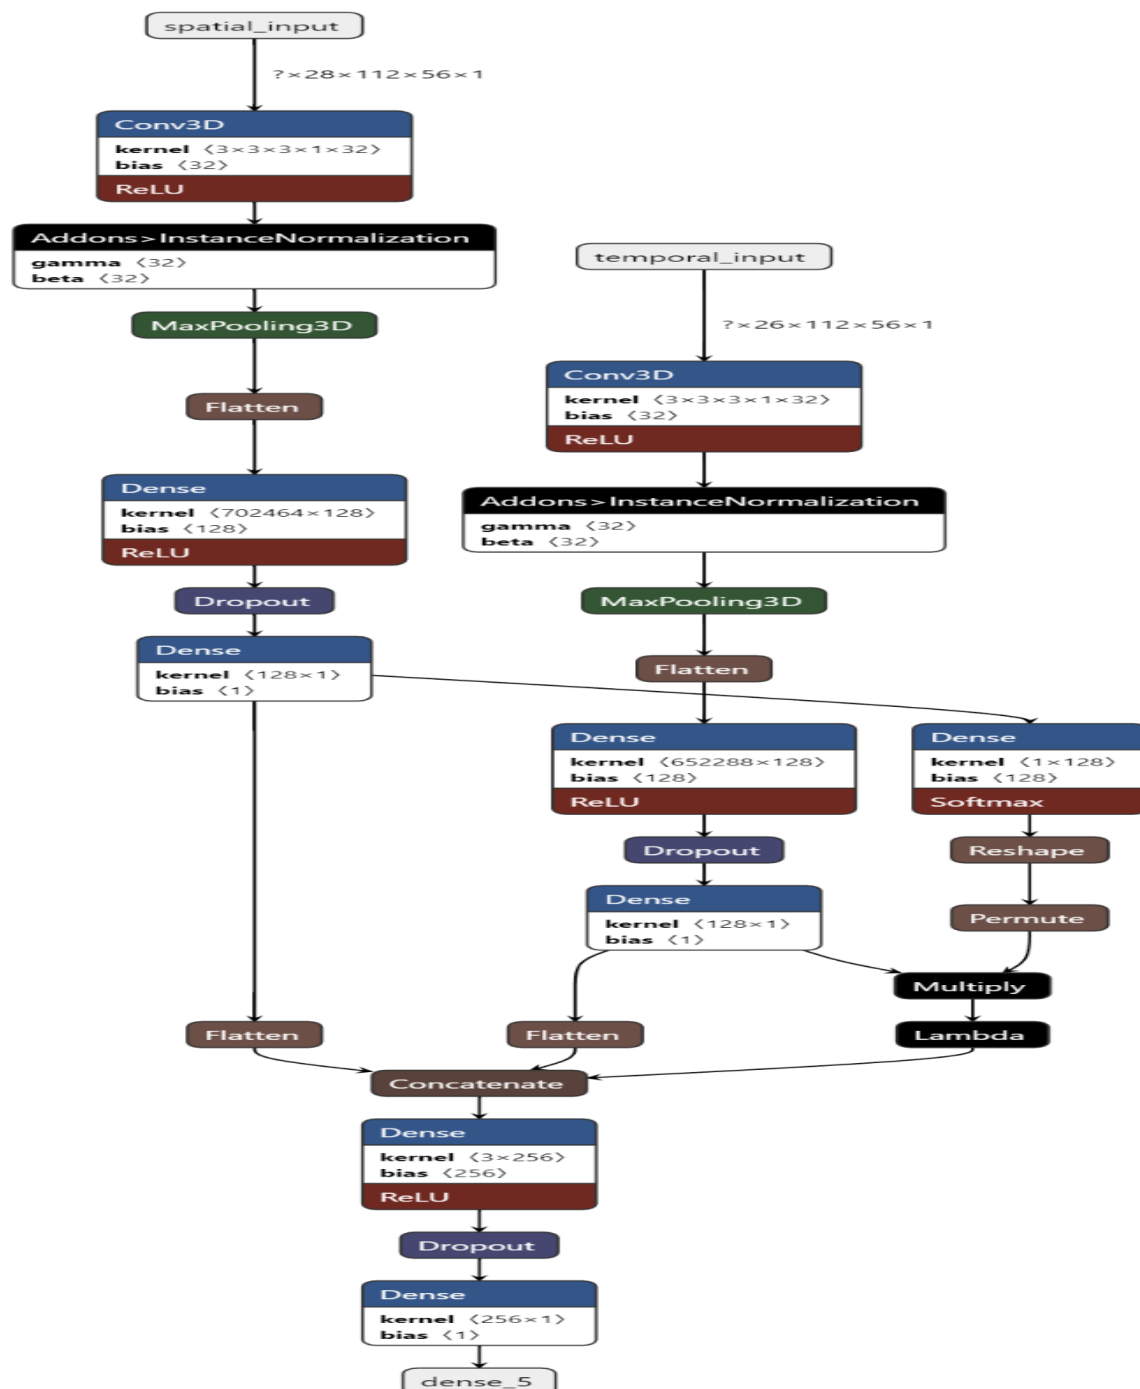 spatial_input
?×28×112×56×1
Conv3D
kernel 〈3×3×3×1×32〉
bias 〈32〉
ReLU
Addons>InstanceNormalization
gamma 〈32〉
beta 〈32〉
MaxPooling3D
Flatten
Dense
kernel 〈702464×128〉
bias 〈128〉
ReLU
Dropout
Dense
kernel 〈128×1〉
bias 〈1〉
temporal_input
?×26×112×56×1
Conv3D
kernel 〈3×3×3×1×32〉
bias 〈32〉
ReLU
Addons>InstanceNormalization
gamma 〈32〉
beta 〈32〉
MaxPooling3D
Flatten
Dense
kernel 〈652288×128〉
bias 〈128〉
ReLU
Dropout
Dense
kernel 〈128×1〉
bias 〈1〉
Dense
kernel 〈1×128〉
bias 〈128〉
Softmax
Reshape
Permute
Multiply
Lambda
Flatten
Flatten
Concatenate
Dense
kernel 〈3×256〉
bias 〈256〉
ReLU
Dropout
Dense
kernel 〈256×1〉
bias 〈1〉
dense_5